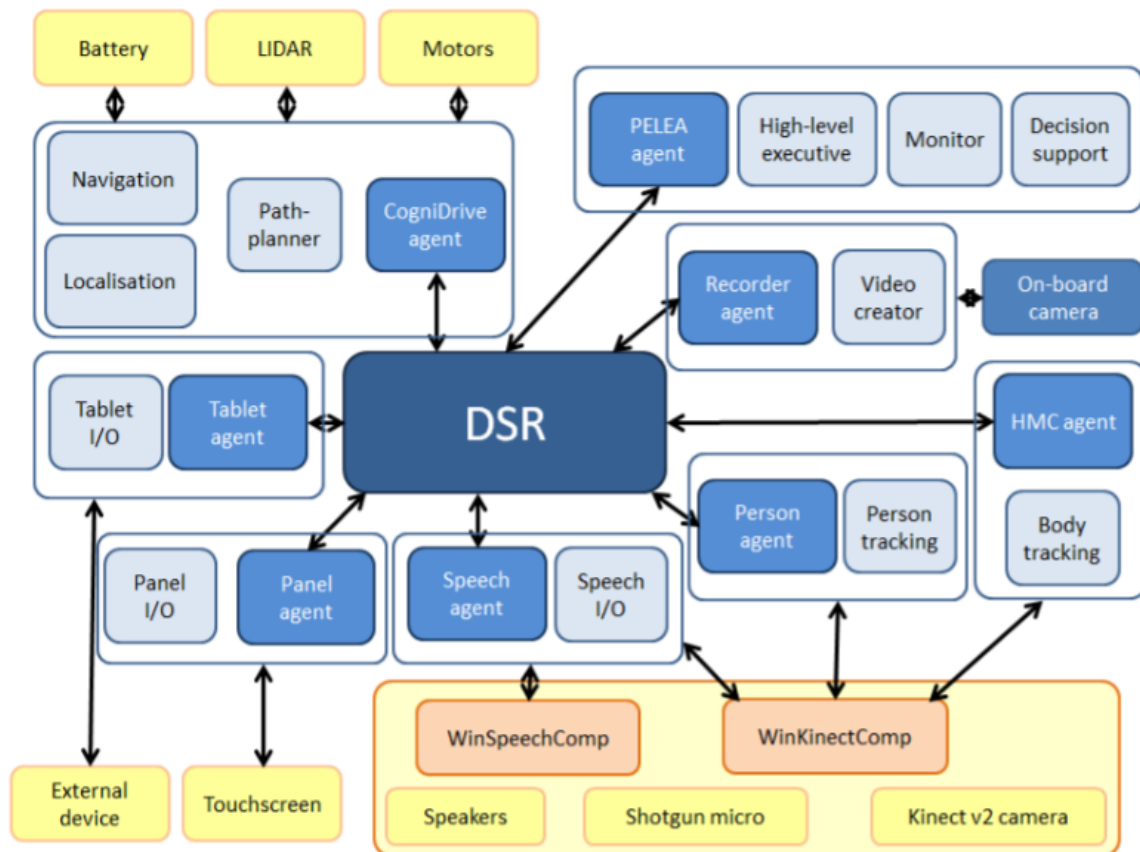 Battery
LIDAR
Motors
PELEA
agent
High-level
executive
Monitor
Decision
support
Navigation
Path-
planner
CogniDrive
agent
Localisation
Recorder
agent
Video
creator
On-board
camera
Tablet
I/O
Tablet
agent
DSR
HMC agent
Person
agent
Person
tracking
Body
tracking
Panel
I/O
Panel
agent
Speech
agent
Speech
I/O
WinSpeechComp
WinKinectComp
External
device
Touchscreen
Speakers
Shotgun micro
Kinect v2 camera